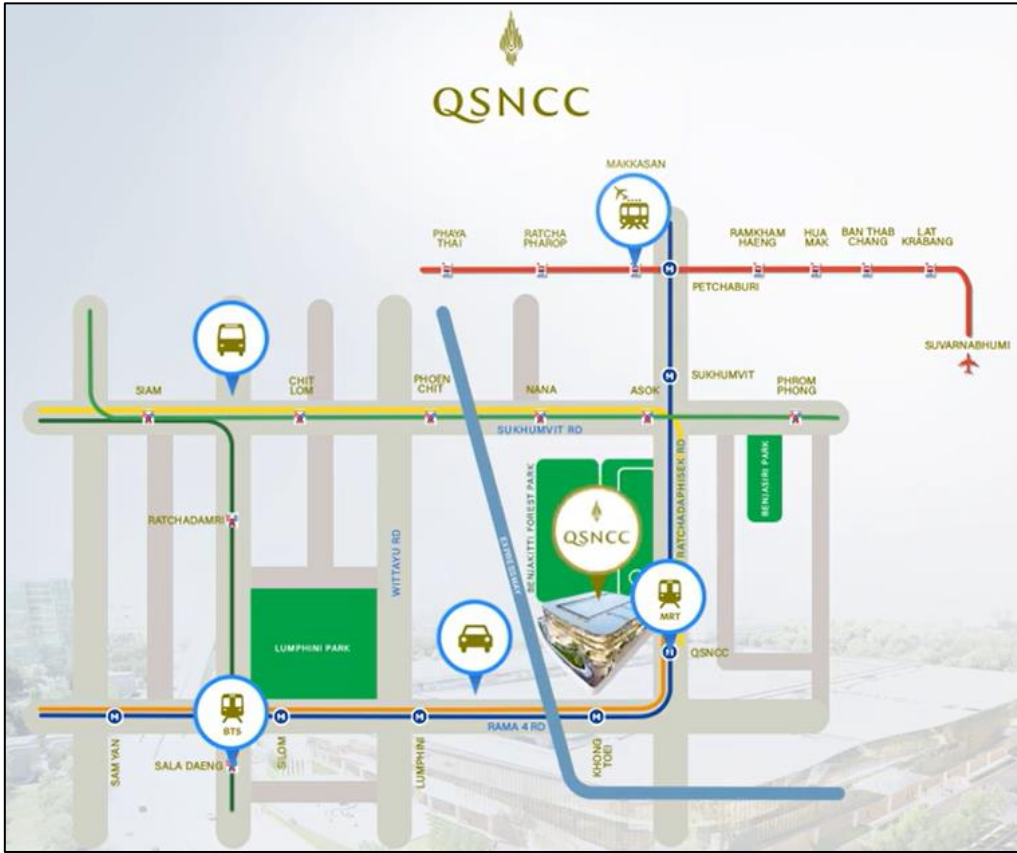 QSNCC
MAKKASAN
PHAYA
THAI
RATCHA
PHAROP
RAMKHAM
HAENG
HUA
MAK
BAN THAB
CHANG
LAT
KRABANG
PETCHABURI
SUVARNABHUMI
SIAM
CHIT
LOM
PHOEN
CHIT
NANA
ASOK
SUKHUMVIT
PHROM
PHONG
SUKHUMVIT RD
RATCHADAPHISEK RD
BENJASIRI PARK
BENJAKITTI FOREST PARK
QSNCC
RATCHADAMRI
WITTAYU RD
EXPRESSWAY
MRT
LUMPHINI PARK
QSNCC
BTS
RAMA 4 RD
SAM YAN
SALA DAENG
SILOM
LUMPHINI
KHONG
TOEI